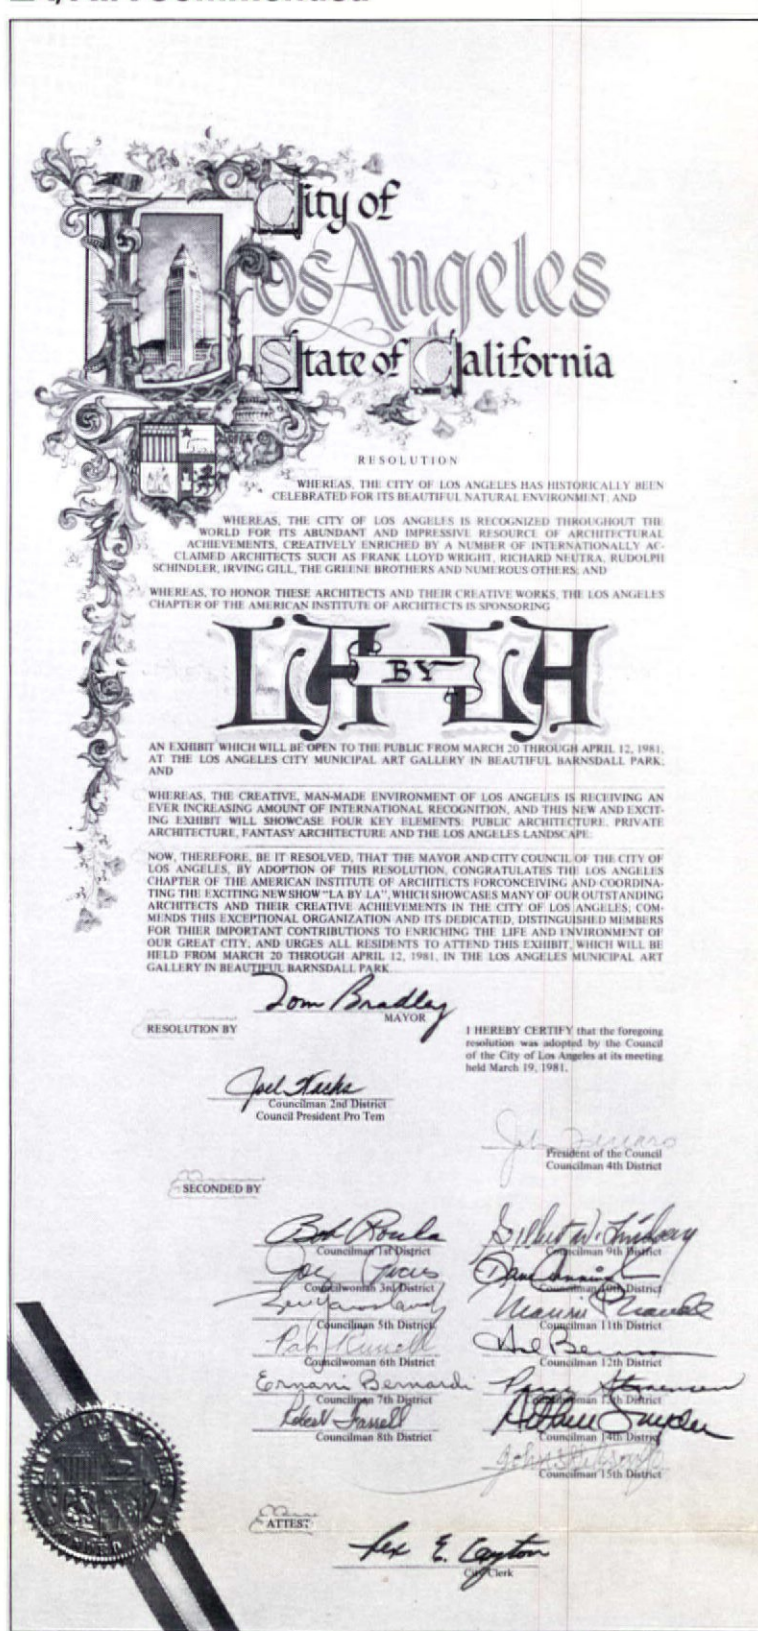 City of
Los Angeles
State of California
RESOLUTION
WHEREAS, THE CITY OF LOS ANGELES HAS HISTORICALLY BEEN
CELEBRATED FOR ITS BEAUTIFUL NATURAL ENVIRONMENT, AND
WHEREAS, THE CITY OF LOS ANGELES IS RECOGNIZED THROUGHOUT THE
WORLD FOR ITS ABUNDANT AND IMPRESSIVE RESOURCE OF ARCHITECTURAL
ACHIEVEMENTS, CREATIVELY ENRICHED BY A NUMBER OF INTERNATIONALLY AC-
CLAIMED ARCHITECTS SUCH AS FRANK LLOYD WRIGHT, RICHARD NEUTRA, RUDOLPH
SCHINDLER, IRVING GILL, THE GREENE BROTHERS AND NUMEROUS OTHERS; AND
WHEREAS, TO HONOR THESE ARCHITECTS AND THEIR CREATIVE WORKS, THE LOS ANGELES
CHAPTER OF THE AMERICAN INSTITUTE OF ARCHITECTS IS SPONSORING
LA BY LA
AN EXHIBIT WHICH WILL BE OPEN TO THE PUBLIC FROM MARCH 20 THROUGH APRIL 12, 1981,
AT THE LOS ANGELES CITY MUNICIPAL ART GALLERY IN BEAUTIFUL BARNSDALL PARK,
AND
WHEREAS, THE CREATIVE, MAN-MADE ENVIRONMENT OF LOS ANGELES IS RECEIVING AN
EVER INCREASING AMOUNT OF INTERNATIONAL RECOGNITION, AND THIS NEW AND EXCIT-
ING EXHIBIT WILL SHOWCASE FOUR KEY ELEMENTS: PUBLIC ARCHITECTURE, PRIVATE
ARCHITECTURE, FANTASY ARCHITECTURE AND THE LOS ANGELES LANDSCAPE;
NOW, THEREFORE, BE IT RESOLVED, THAT THE MAYOR AND CITY COUNCIL OF THE CITY OF
LOS ANGELES, BY ADOPTION OF THIS RESOLUTION, CONGRATULATES THE LOS ANGELES
CHAPTER OF THE AMERICAN INSTITUTE OF ARCHITECTS FORCONCEIVING AND COORDINA-
TING THE EXCITING NEW SHOW "LA BY LA", WHICH SHOWCASES MANY OF OUR OUTSTANDING
ARCHITECTS AND THEIR CREATIVE ACHIEVEMENTS IN THE CITY OF LOS ANGELES; COM-
MENDS THIS EXCEPTIONAL ORGANIZATION AND ITS DEDICATED, DISTINGUISHED MEMBERS
FOR THIER IMPORTANT CONTRIBUTIONS TO ENRICHING THE LIFE AND ENVIRONMENT OF
OUR GREAT CITY; AND URGES ALL RESIDENTS TO ATTEND THIS EXHIBIT, WHICH WILL BE
HELD FROM MARCH 20 THROUGH APRIL 12, 1981, IN THE LOS ANGELES MUNICIPAL ART
GALLERY IN BEAUTIFUL BARNSDALL PARK.
Tom Bradley
MAYOR
RESOLUTION BY
I HEREBY CERTIFY that the foregoing
resolution was adopted by the Council
of the City of Los Angeles at its meeting
held March 19, 1981.
Joel Wachs
Councilman 2nd District
Council President Pro Tem
John Ferraro
President of the Council
Councilman 4th District
SECONDED BY
Bob Ronka
Councilman 1st District
Gilbert W. Lindsay
Councilman 9th District
Joy Picus
Councilwoman 3rd District
Dave Cunningham
Councilman 10th District
Councilman 5th District
Councilman 11th District
Pat Russell
Councilwoman 6th District
Hal Bernson
Councilman 12th District
Ernani Bernardi
Councilman 7th District
Peggy Stevenson
Councilwoman 13th District
Robert Farrell
Councilman 8th District
Arthur Snyder
Councilman 14th District
Councilman 15th District
ATTEST:
Rex E. Layton
City Clerk